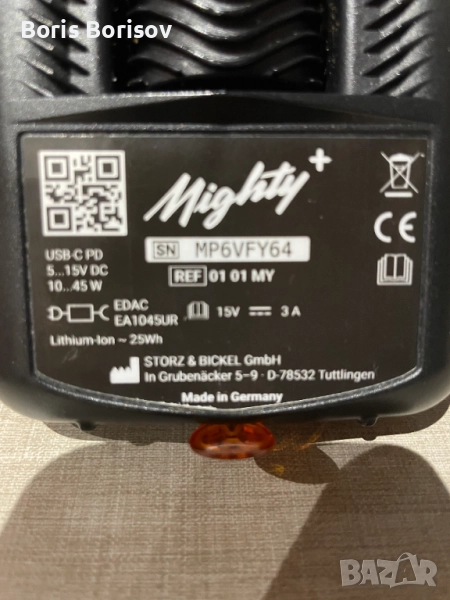 Boris Borisov
Mighty+
SN MP6VFY64
REF 01 01 MY
USB-C PD
5...15V DC
10...45 W
EDAC
EA1045UR
15V 3 A
Lithium-Ion ~ 25Wh
CE
STORZ & BICKEL GmbH
In Grubenäcker 5–9 · D-78532 Tuttlingen
Made in Germany
BAZAR